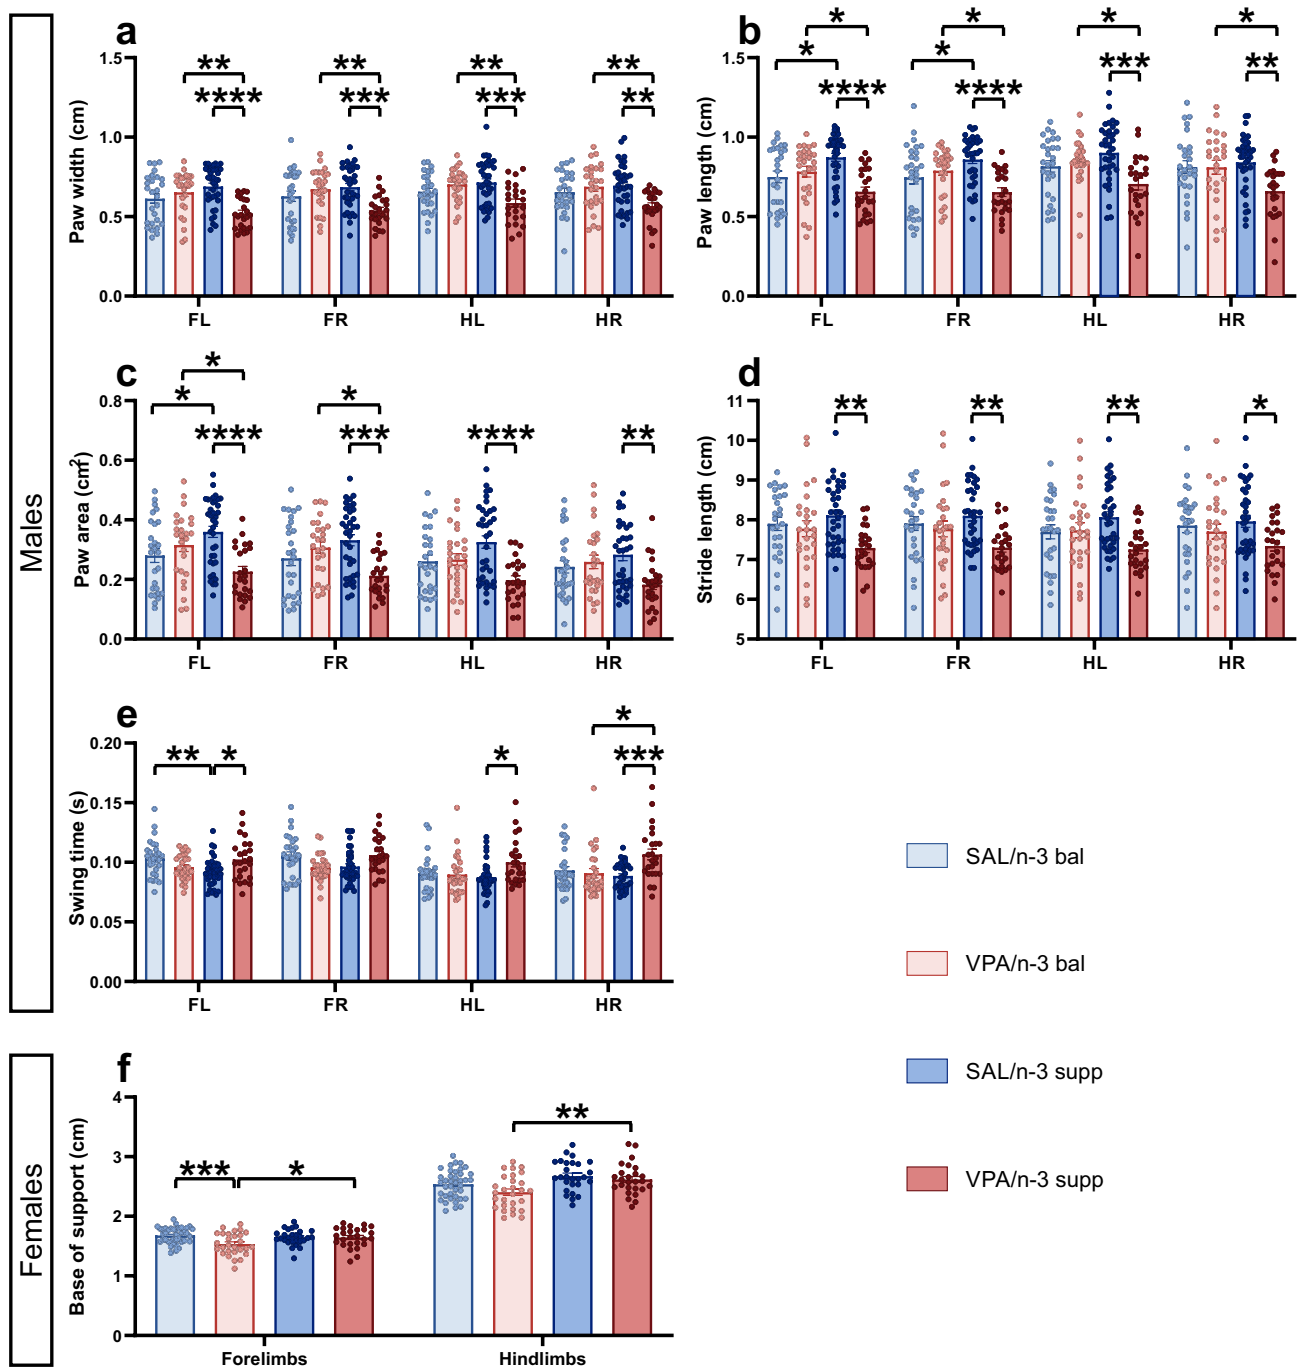 Males
a
Paw width (cm)
1.5
1.0
0.5
0.0
** ** ** **
**** *** *** **
FL FR HL HR
b
Paw length (cm)
1.5
1.0
0.5
0.0
* * * *
* *
**** **** *** **
FL FR HL HR
c
Paw area (cm²)
0.8
0.6
0.4
0.2
0.0
*
* *
**** *** **** **
FL FR HL HR
d
Stride length (cm)
11
10
9
8
7
6
5
** ** ** *
FL FR HL HR
e
Swing time (s)
0.20
0.15
0.10
0.05
0.00
*
** * * ***
FL FR HL HR
SAL/n-3 bal
VPA/n-3 bal
SAL/n-3 supp
VPA/n-3 supp
Females
f
Base of support (cm)
4
3
2
1
0
**
*** *
Forelimbs Hindlimbs